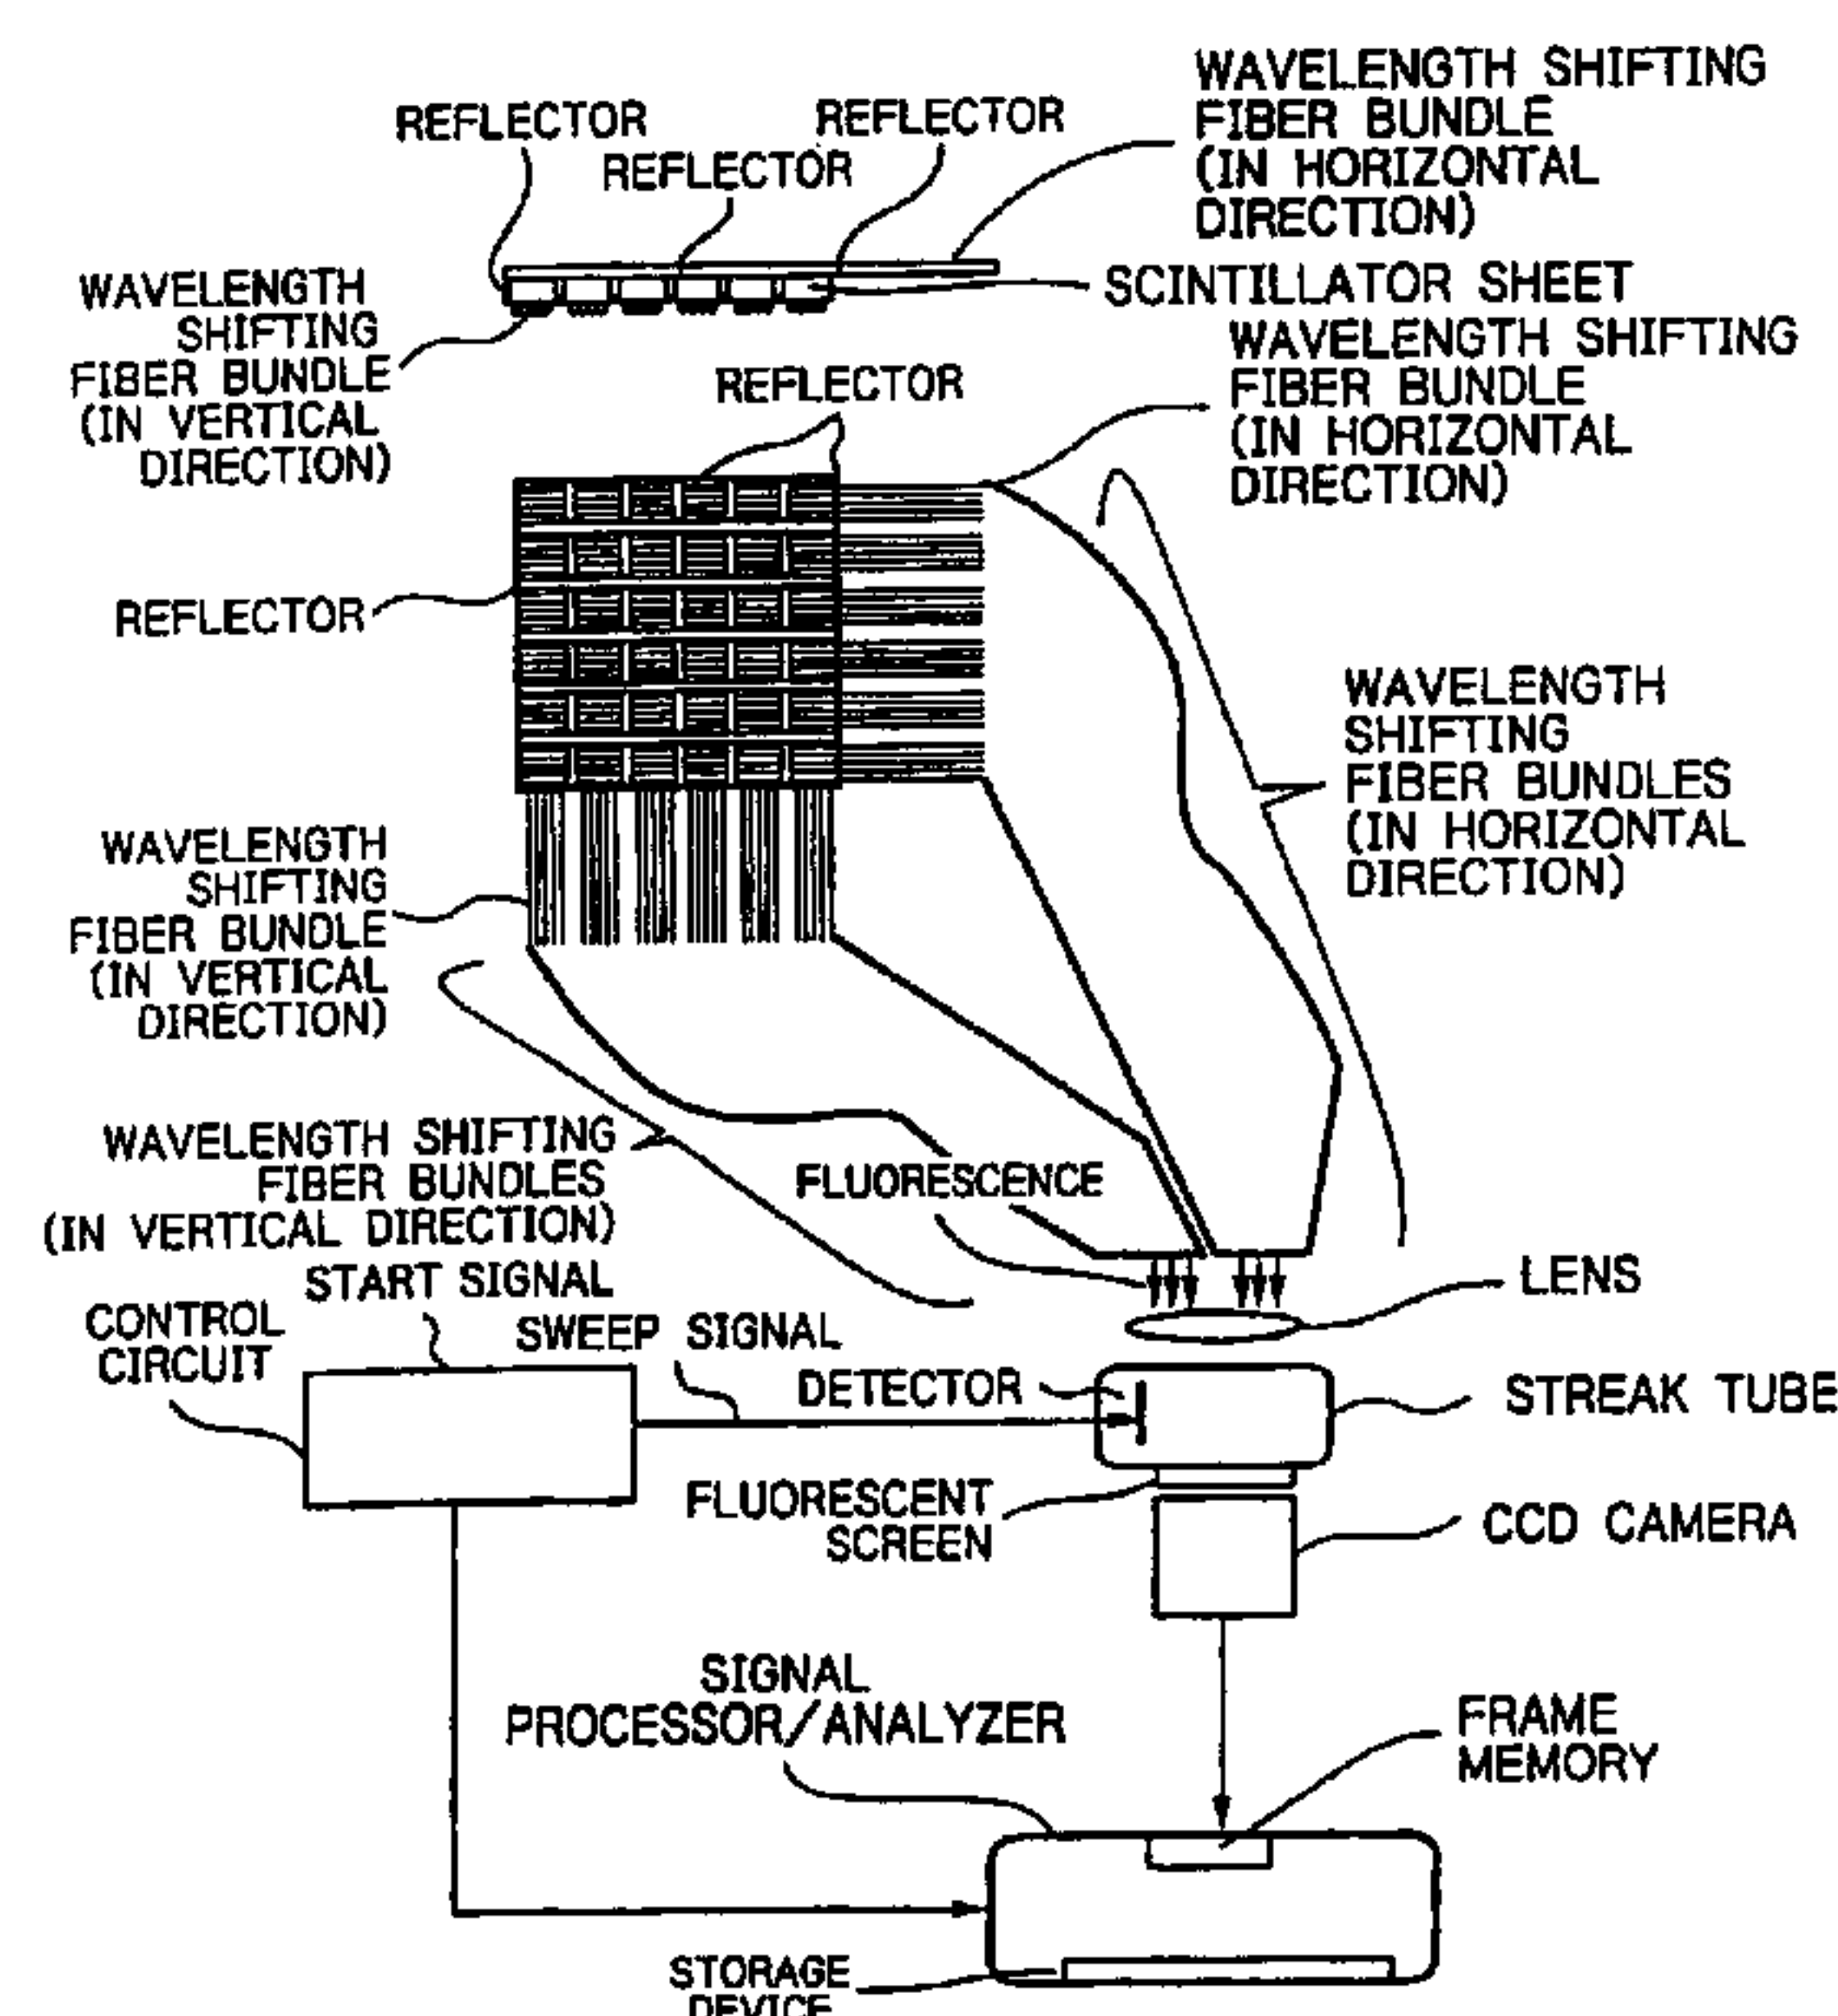 REFLECTOR
REFLECTOR
REFLECTOR
WAVELENGTH SHIFTING
FIBER BUNDLE
(IN HORIZONTAL
DIRECTION)
WAVELENGTH
SHIFTING
FIBER BUNDLE
(IN VERTICAL
DIRECTION)
SCINTILLATOR SHEET
WAVELENGTH SHIFTING
FIBER BUNDLE
(IN HORIZONTAL
DIRECTION)
REFLECTOR
REFLECTOR
WAVELENGTH
SHIFTING
FIBER BUNDLES
(IN HORIZONTAL
DIRECTION)
WAVELENGTH
SHIFTING
FIBER BUNDLE
(IN VERTICAL
DIRECTION)
WAVELENGTH SHIFTING
FIBER BUNDLES
(IN VERTICAL DIRECTION)
FLUORESCENCE
LENS
START SIGNAL
CONTROL
CIRCUIT
SWEEP SIGNAL
DETECTOR
STREAK TUBE
FLUORESCENT
SCREEN
CCD CAMERA
SIGNAL
PROCESSOR/ANALYZER
FRAME
MEMORY
STORAGE
DEVICE